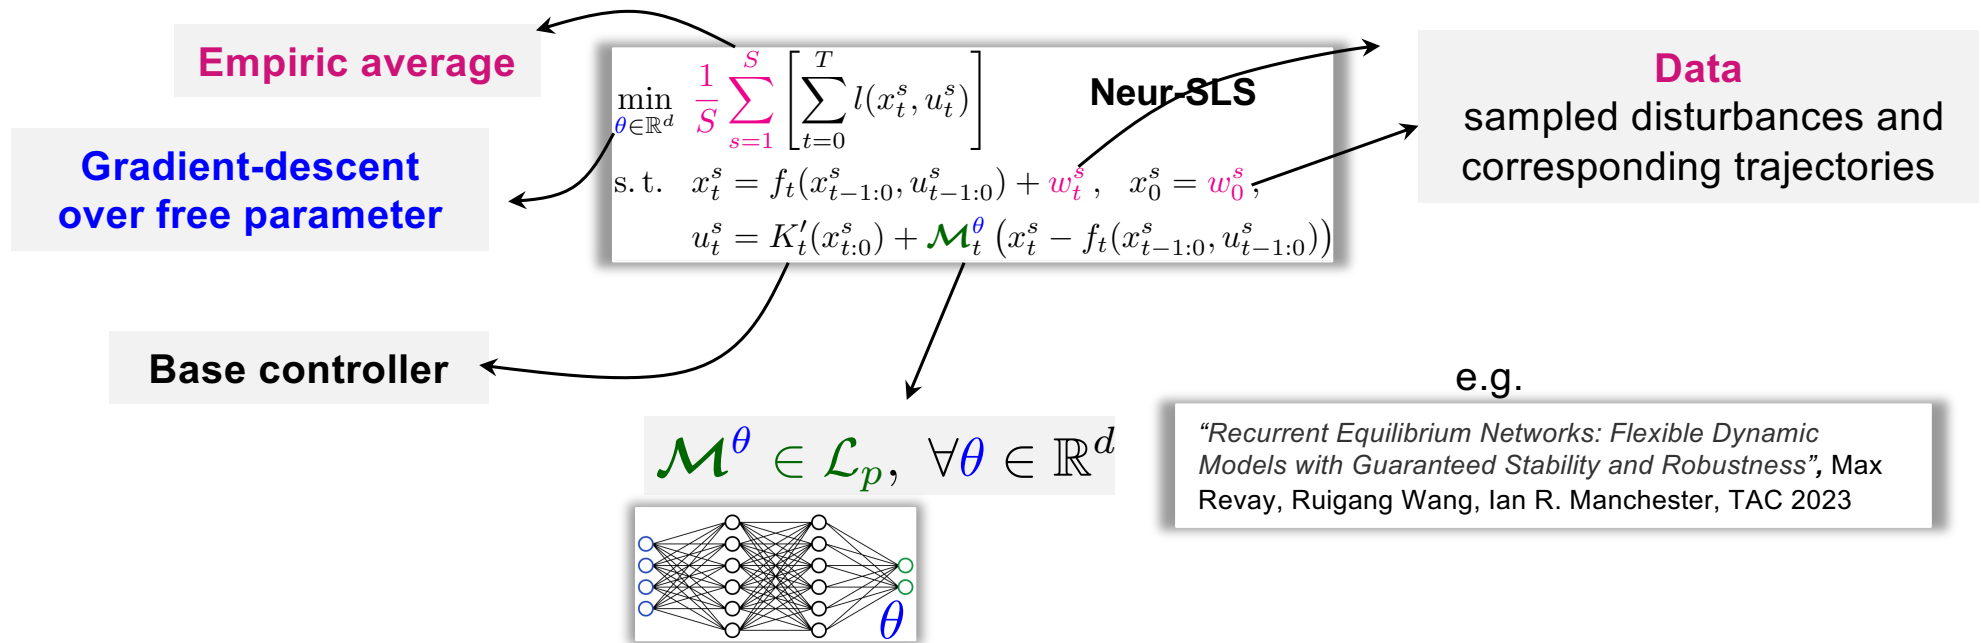 Empiric average
Gradient-descent
over free parameter
Base controller
min_{θ∈ℝ^d} 1/S ∑_{s=1}^{S} [∑_{t=0}^{T} l(x_t^s, u_t^s)]
Neur-SLS
s.t. x_t^s = f_t(x_{t−1:0}^s, u_{t−1:0}^s) + w_t^s, x_0^s = w_0^s,
u_t^s = K′_t(x_{t:0}^s) + 𝓜_t^θ (x_t^s − f_t(x_{t−1:0}^s, u_{t−1:0}^s))
Data
sampled disturbances and
corresponding trajectories
𝓜^θ ∈ 𝓛_p, ∀θ ∈ ℝ^d
θ
e.g.
“Recurrent Equilibrium Networks: Flexible Dynamic
Models with Guaranteed Stability and Robustness”, Max
Revay, Ruigang Wang, Ian R. Manchester, TAC 2023